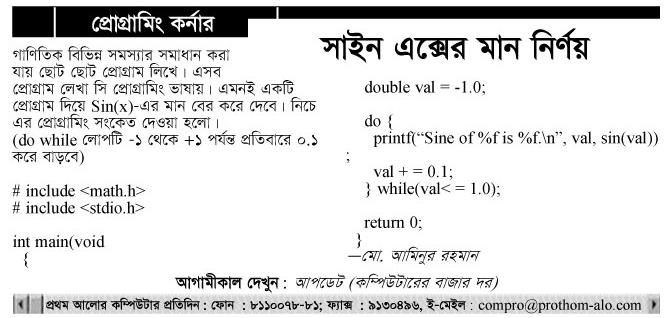 প্রোগ্রামিং কর্নার
সাইন এক্সের মান নির্ণয়
গাণিতিক বিভিন্ন সমস্যার সমাধান করা
যায় ছোট ছোট প্রোগ্রাম লিখে। এসব
প্রোগ্রাম লেখা সি প্রোগ্রামিং ভাষায়। এমনই একটি
প্রোগ্রাম দিয়ে Sin(x)-এর মান বের করে দেবে। নিচে
এর প্রোগ্রামিং সংকেত দেওয়া হলো।
(do while লোপটি -১ থেকে +১ পর্যন্ত প্রতিবারে ০.১
করে বাড়বে)
# include <math.h>
# include <stdio.h>
int main(void
{
double val = -1.0;
do {
printf(“Sine of %f is %f.\n”, val, sin(val))
;
val + = 0.1;
} while(val< = 1.0);
return 0;
}
—মো. আমিনুর রহমান
আগামীকাল দেখুন : আপডেট (কম্পিউটারের বাজার দর)
প্রথম আলোর কম্পিউটার প্রতিদিন : ফোন : ৮১১০০৭৮-৮১; ফ্যাক্স : ৯১৩০৪৯৬, ই-মেইল : compro@prothom-alo.com